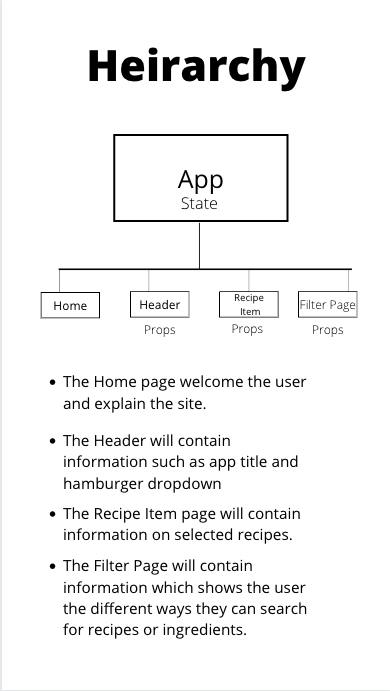 Heirarchy
App
State
Home
Header
Recipe
Item
Filter Page
Props
Props
Props
• The Home page welcome the user
and explain the site.
• The Header will contain
information such as app title and
hamburger dropdown
• The Recipe Item page will contain
information on selected recipes.
• The Filter Page will contain
information which shows the user
the different ways they can search
for recipes or ingredients.